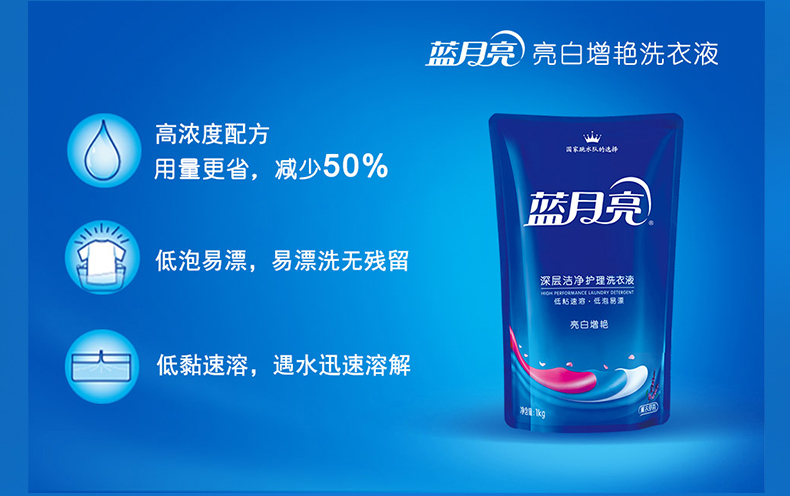 蓝月亮 亮白增艳洗衣液
高浓度配方
用量更省，减少50%
低泡易漂，易漂洗无残留
低黏速溶，遇水迅速溶解
国家跳水队的选择
蓝月亮®
深层洁净护理洗衣液
HIGH PERFORMANCE LAUNDRY DETERGENT
低粘速溶·低泡易漂
亮白增艳
净含量:1kg